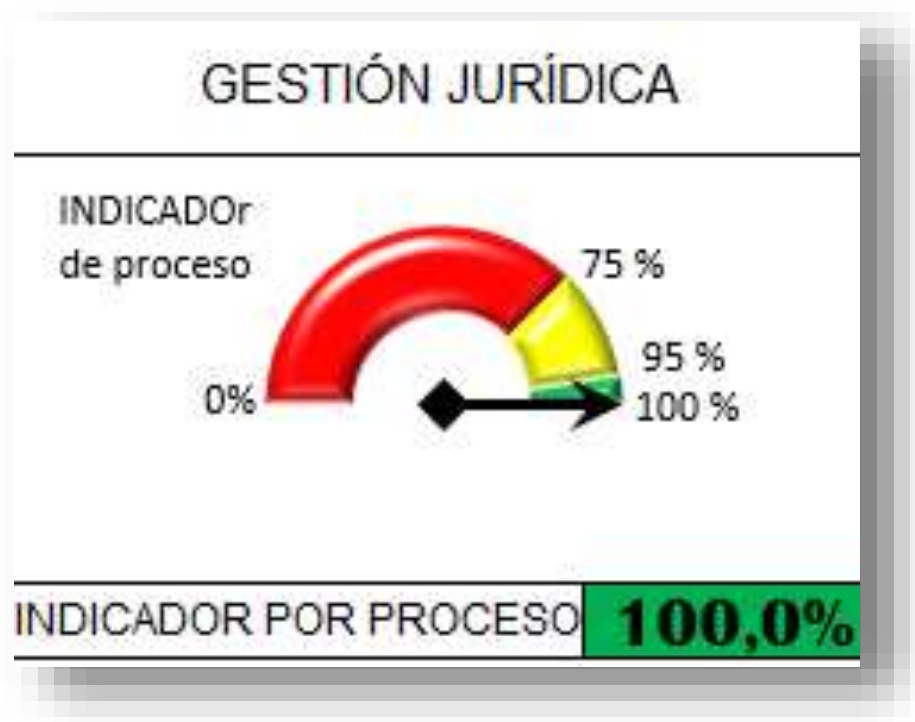 GESTIÓN JURÍDICA
INDICADOr
de proceso
75 %
95 %
0%
100 %
INDICADOR POR PROCESO 100,0%